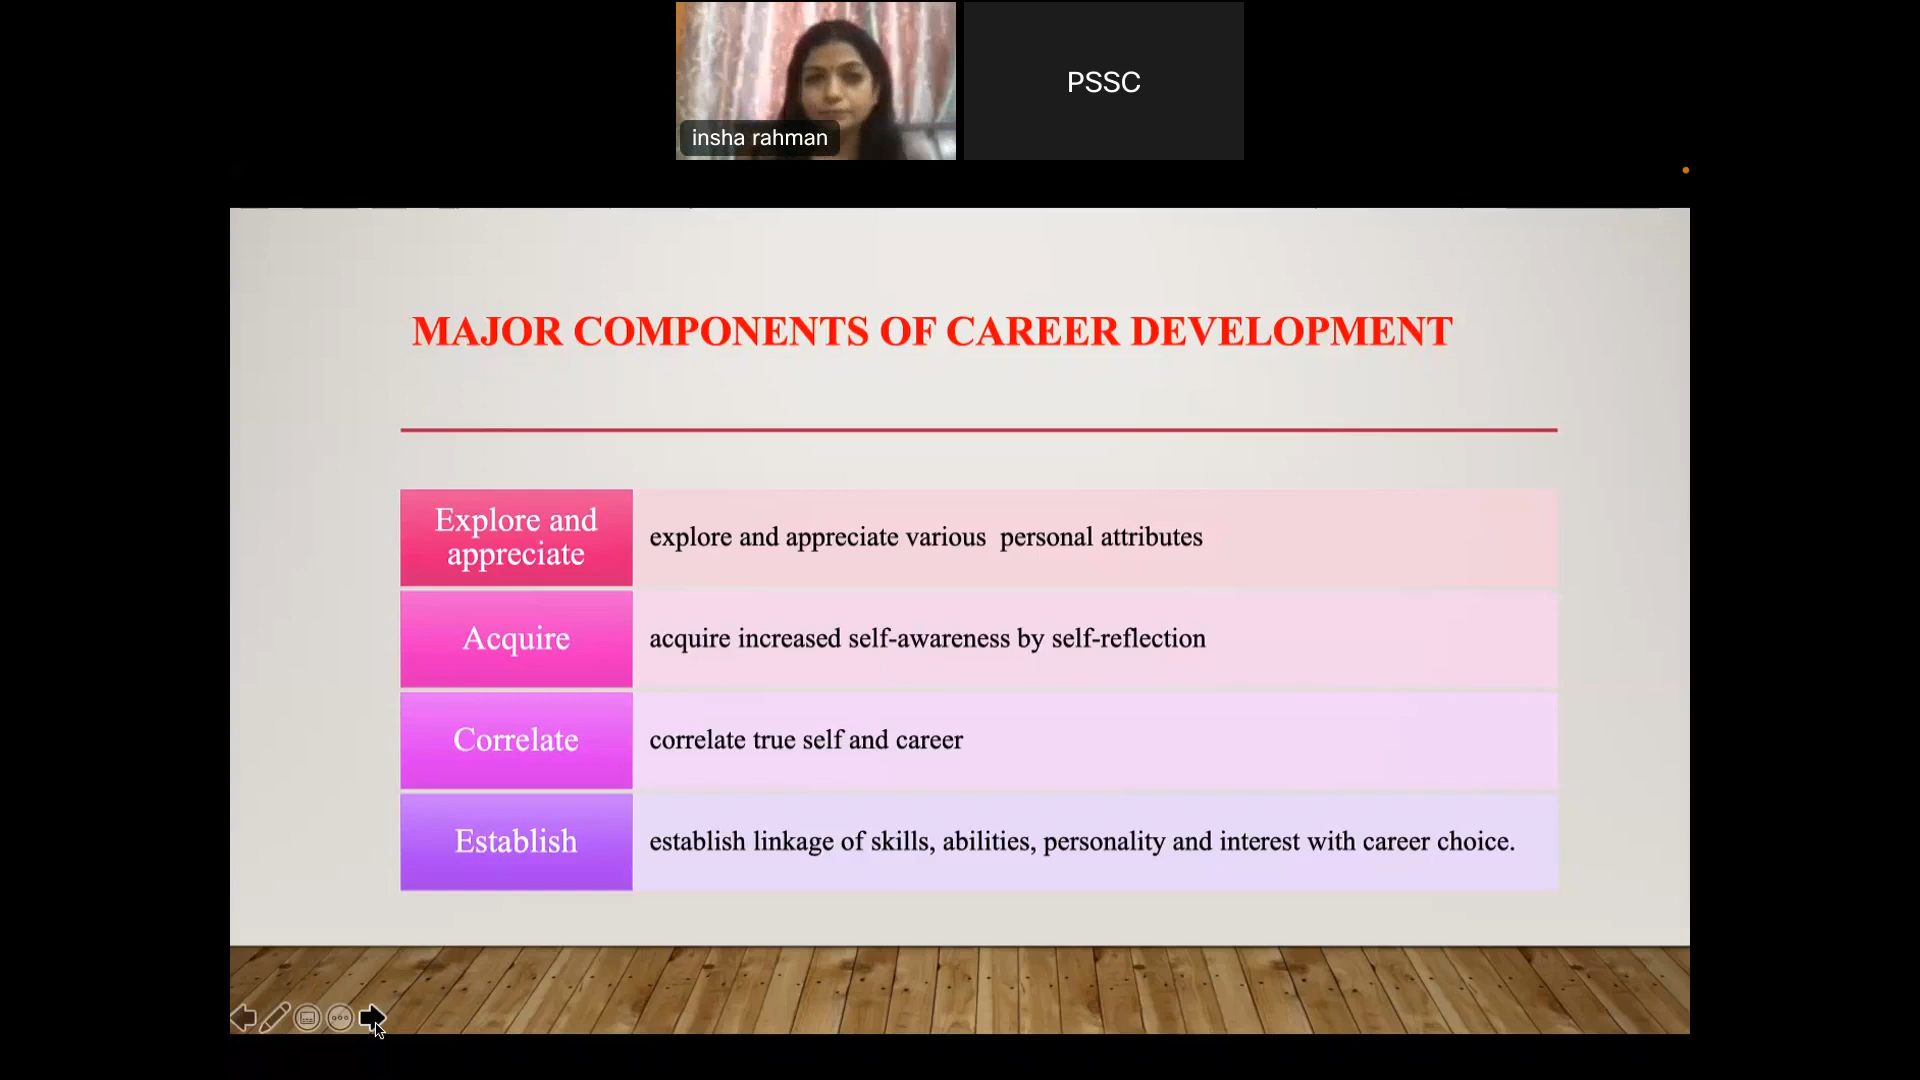 insha rahman
PSSC
MAJOR COMPONENTS OF CAREER DEVELOPMENT
Explore and
appreciate
explore and appreciate various  personal attributes
Acquire
acquire increased self-awareness by self-reflection
Correlate
correlate true self and career
Establish
establish linkage of skills, abilities, personality and interest with career choice.